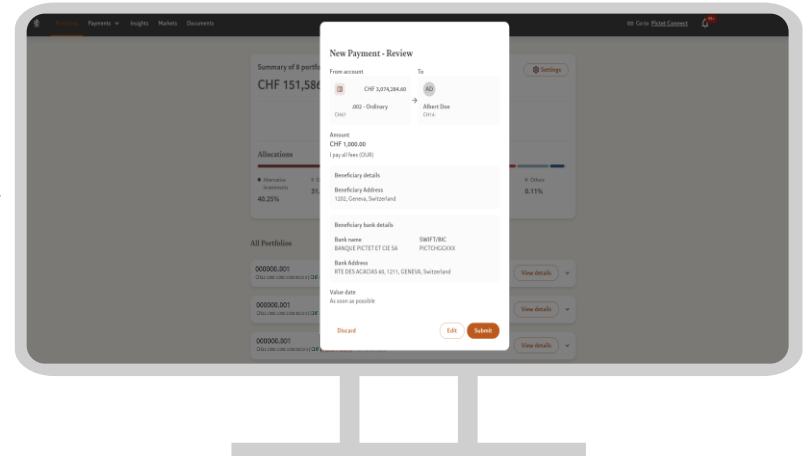 Payments
Insights
Markets
Documents
Go to Pictet Connect
Summary of 8 portfo
CHF 151,586
Settings
Allocations
Alternative
investments
40.25%
31.
Others
0.11%
All Portfolios
000000.001
View details
000000.001
View details
000000.001
View details
New Payment - Review
From account
To
CHF 3,074,284.60
AD
.002 - Ordinary
Albert Doe
CH14
Amount
CHF 1,000.00
I pay all fees (OUR)
Beneficiary details
Beneficiary Address
1202, Geneva, Switzerland
Beneficiary bank details
Bank name
SWIFT/BIC
BANQUE PICTET ET CIE SA
PICTCHGGXXX
Bank Address
RTE DES ACACIAS 60, 1211, GENEVA, Switzerland
Value date
As soon as possible
Discard
Edit
Submit